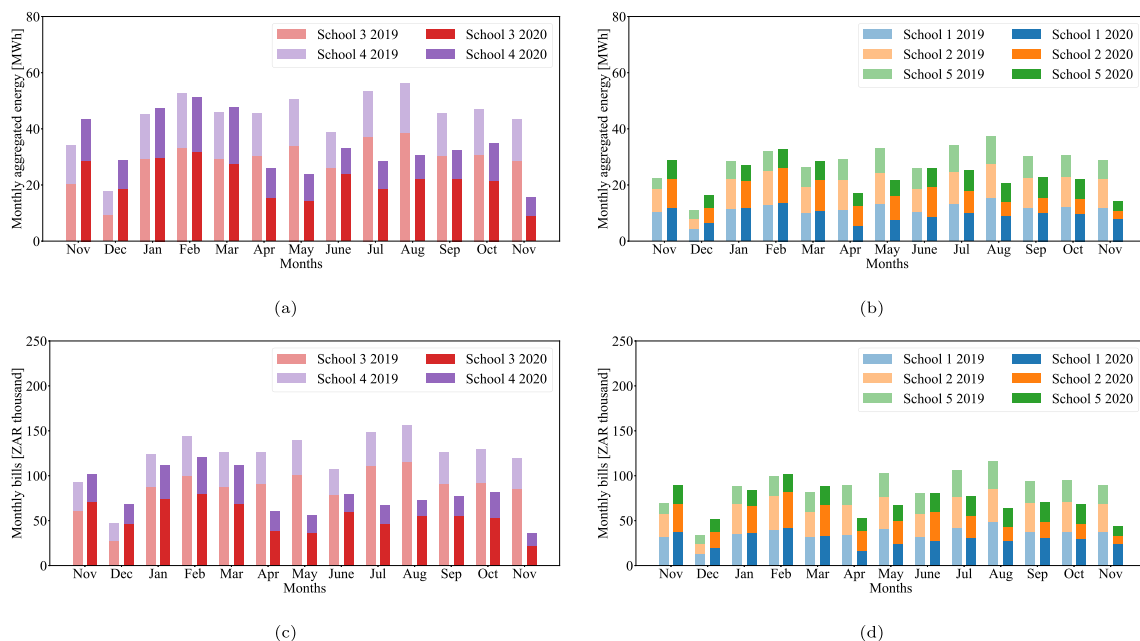 80
60
40
20
0
Monthly aggregated energy [MWh]
School 3 2019 School 3 2020
School 4 2019 School 4 2020
Nov Dec Jan Feb Mar Apr May June Jul Aug Sep Oct Nov
Months
(a)
80
60
40
20
0
Monthly aggregated energy [MWh]
School 1 2019 School 1 2020
School 2 2019 School 2 2020
School 5 2019 School 5 2020
Nov Dec Jan Feb Mar Apr May June Jul Aug Sep Oct Nov
Months
(b)
250
200
150
100
50
0
Monthly bills [ZAR thousand]
School 3 2019 School 3 2020
School 4 2019 School 4 2020
Nov Dec Jan Feb Mar Apr May June Jul Aug Sep Oct Nov
Months
(c)
250
200
150
100
50
0
Monthly bills [ZAR thousand]
School 1 2019 School 1 2020
School 2 2019 School 2 2020
School 5 2019 School 5 2020
Nov Dec Jan Feb Mar Apr May June Jul Aug Sep Oct Nov
Months
(d)